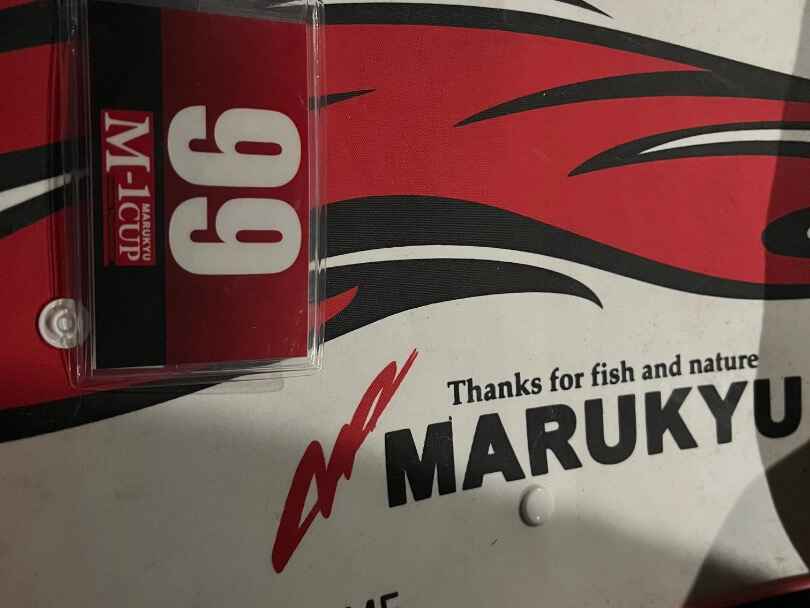 99
M-1CUP
MARUKYU
Thanks for fish and nature
MARUKYU